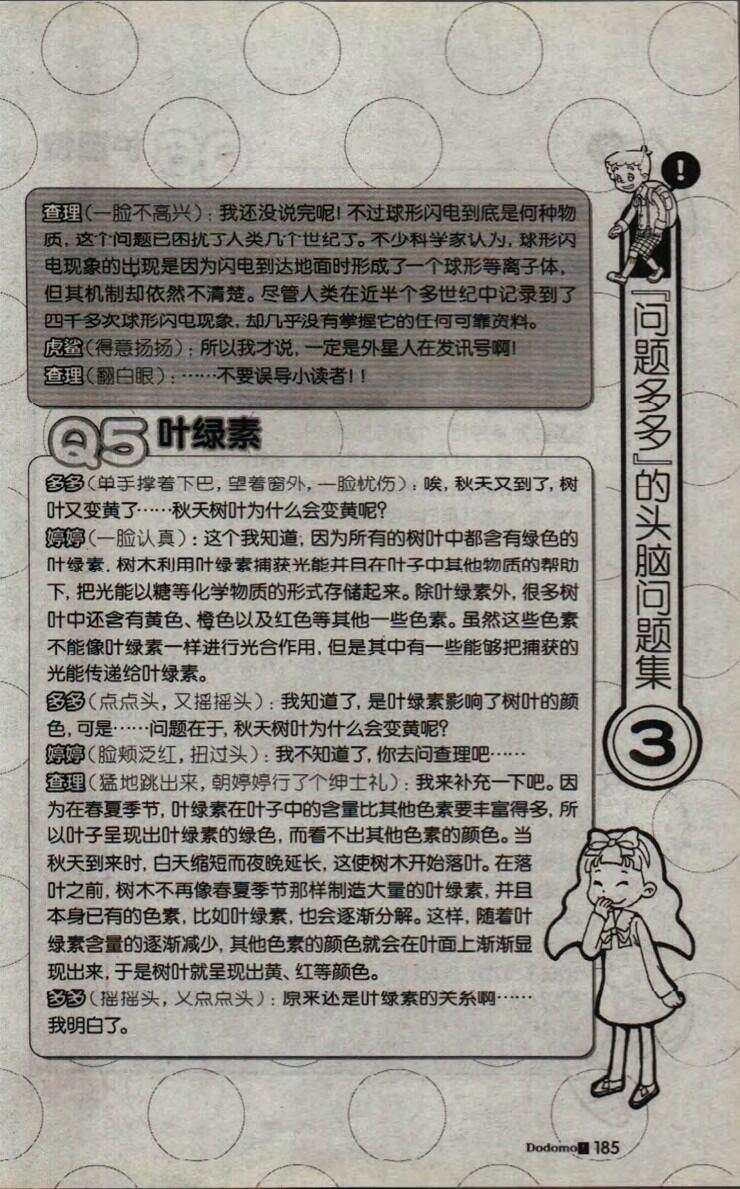 查理(一脸不高兴)：我还没说完呢！不过球形闪电到底是何种物
质，这个问题已困扰了人类几个世纪了。不少科学家认为，球形闪
电现象的出现是因为闪电到达地面时形成了一个球形等离子体，
但其机制却依然不清楚。尽管人类在近半个多世纪中记录到了
四千多次球形闪电现象，却几乎没有掌握它的任何可靠资料。
虎鲨(得意扬扬)：所以我才说，一定是外星人在发讯号啊！
查理(翻白眼)：……不要误导小读者！！
Q5 叶绿素
多多(单手撑着下巴，望着窗外，一脸忧伤)：唉，秋天又到了，树
叶又变黄了……秋天树叶为什么会变黄呢？
婷婷(一脸认真)：这个我知道，因为所有的树叶中都含有绿色的
叶绿素，树木利用叶绿素捕获光能并且在叶子中其他物质的帮助
下，把光能以糖等化学物质的形式存储起来。除叶绿素外，很多树
叶中还含有黄色、橙色以及红色等其他一些色素。虽然这些色素
不能像叶绿素一样进行光合作用，但是其中有一些能够把捕获的
光能传递给叶绿素。
多多(点点头，又摇摇头)：我知道了，是叶绿素影响了树叶的颜
色，可是……问题在于，秋天树叶为什么会变黄呢？
婷婷(脸颊泛红，扭过头)：我不知道了，你去问查理吧……
查理(猛地跳出来，朝婷婷行了个绅士礼)：我来补充一下吧。因
为在春夏季节，叶绿素在叶子中的含量比其他色素要丰富得多，所
以叶子呈现出叶绿素的绿色，而看不出其他色素的颜色。当
秋天到来时，白天缩短而夜晚延长，这使树木开始落叶。在落
叶之前，树木不再像春夏季节那样制造大量的叶绿素，并且
本身已有的色素，比如叶绿素，也会逐渐分解。这样，随着叶
绿素含量的逐渐减少，其他色素的颜色就会在叶面上渐渐显
现出来，于是树叶就呈现出黄、红等颜色。
多多(摇摇头，又点点头)：原来还是叶绿素的关系啊……
我明白了。
!
『问题多多』的头脑问题集
3
Dodomo! 185